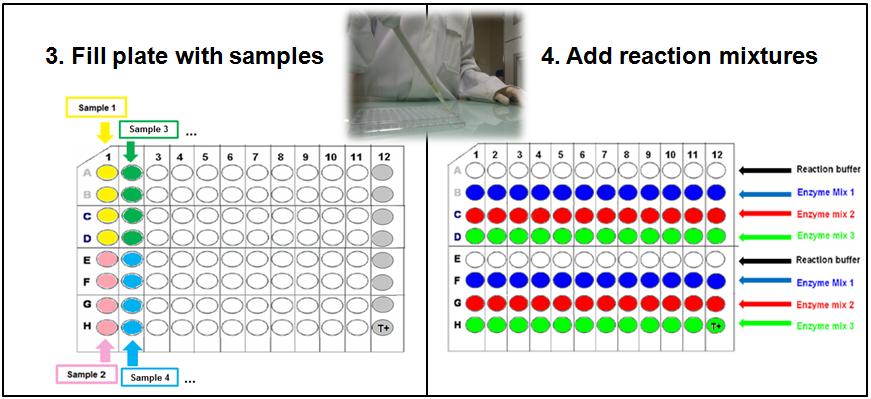 3. Fill plate with samples
Sample 1
Sample 3 ...
1 2 3 4 5 6 7 8 9 10 11 12
A
B
C
D
E
F
G
H T+
Sample 2
Sample 4 ...
4. Add reaction mixtures
1 2 3 4 5 6 7 8 9 10 11 12
A Reaction buffer
B Enzyme Mix 1
C Enzyme mix 2
D Enzyme mix 3
E Reaction buffer
F Enzyme Mix 1
G Enzyme mix 2
H T+ Enzyme mix 3